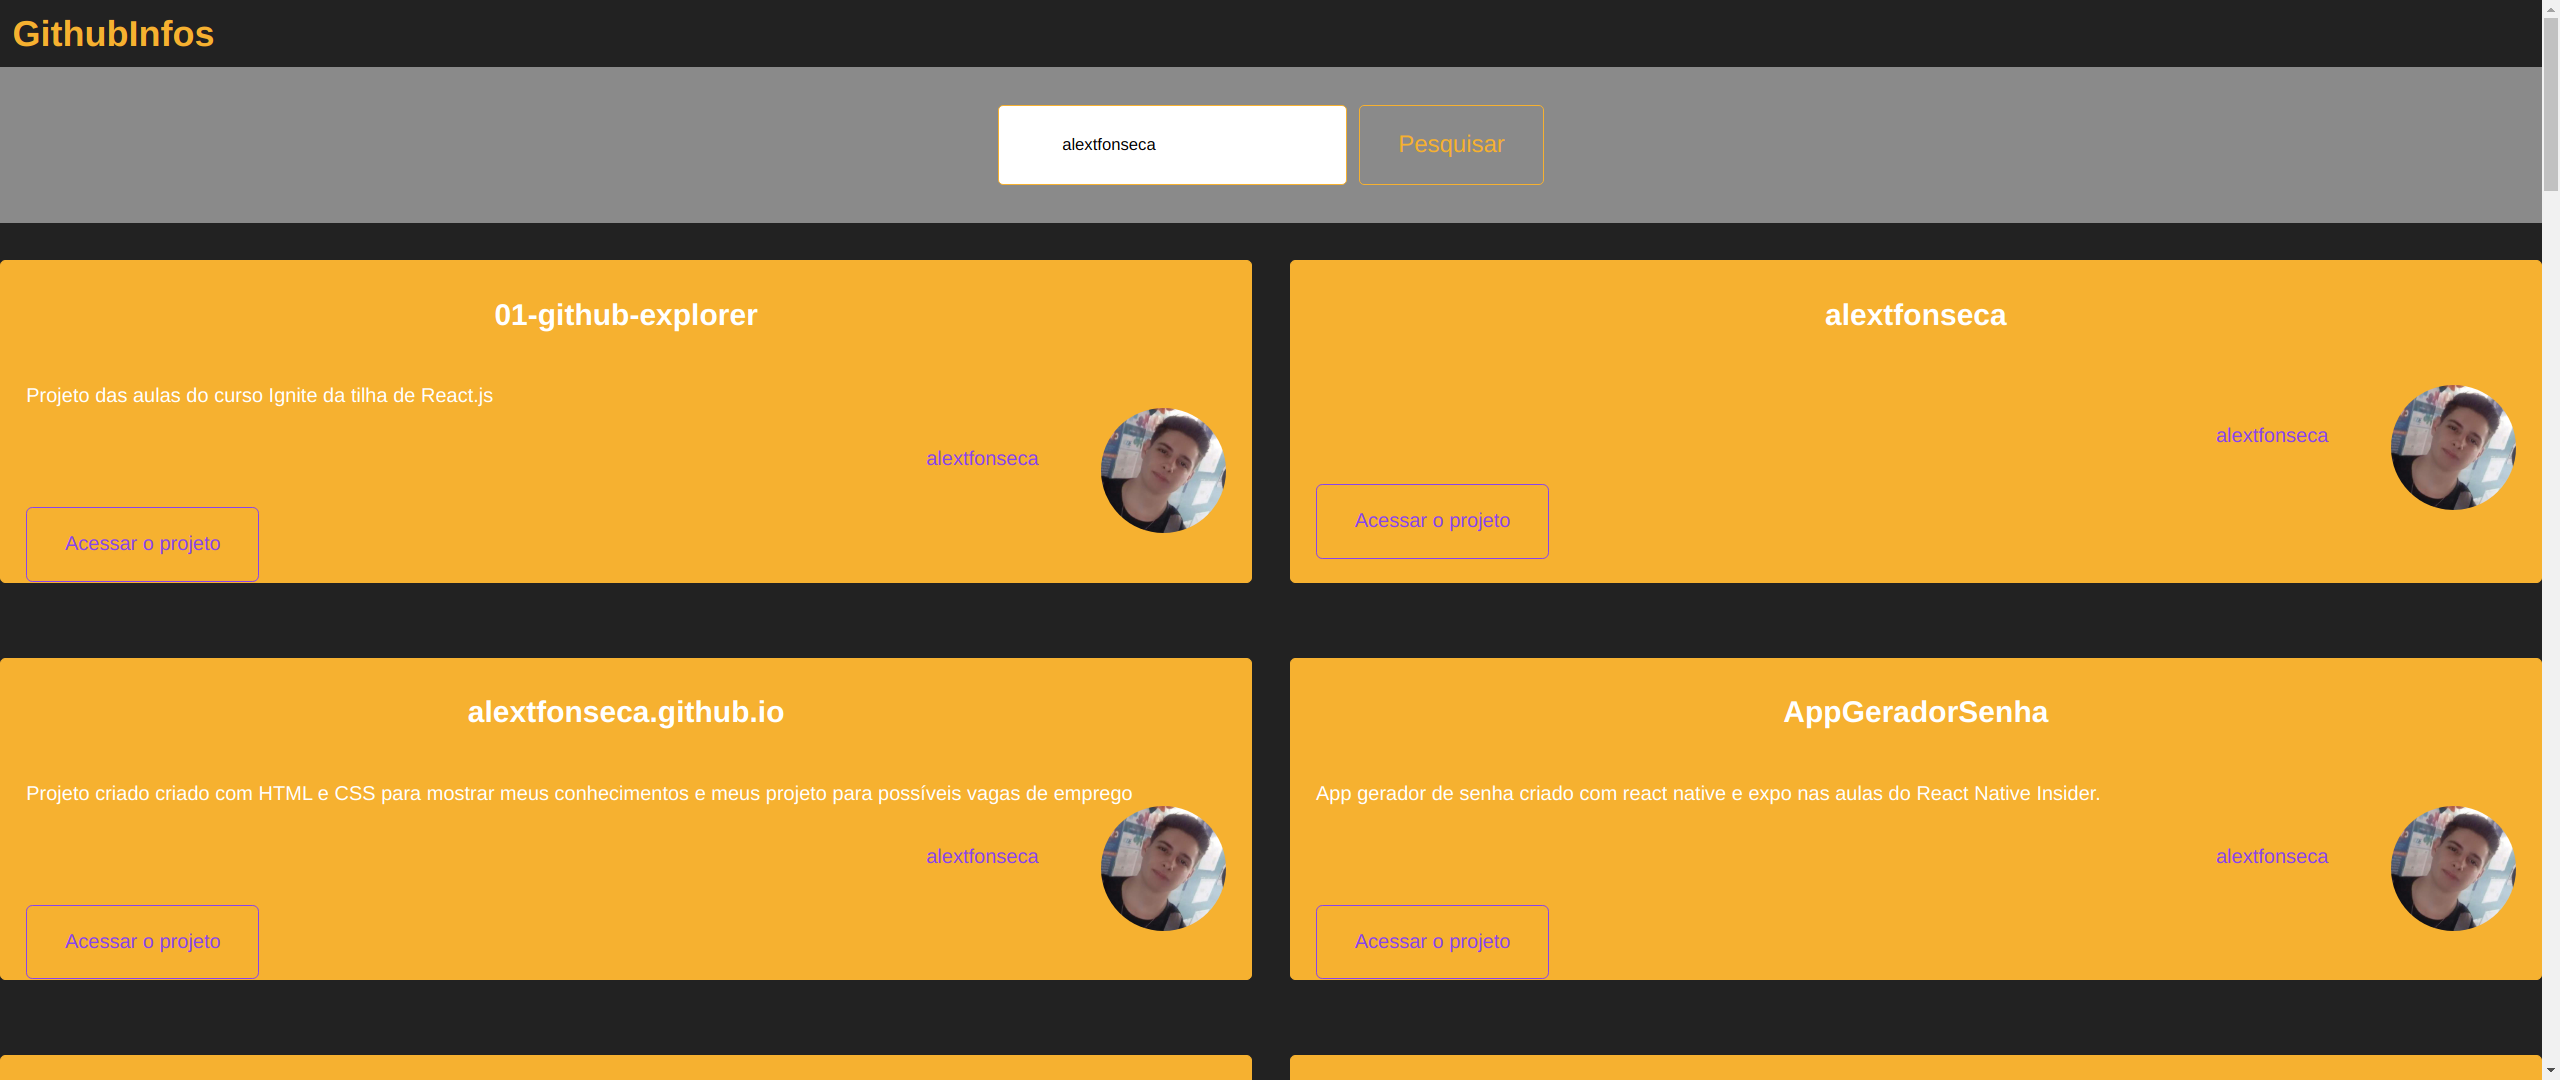 GithubInfos
alextfonseca
Pesquisar
01-github-explorer
Projeto das aulas do curso Ignite da tilha de React.js
alextfonseca
Acessar o projeto
alextfonseca
alextfonseca
Acessar o projeto
alextfonseca.github.io
Projeto criado criado com HTML e CSS para mostrar meus conhecimentos e meus projeto para possíveis vagas de emprego
alextfonseca
Acessar o projeto
AppGeradorSenha
App gerador de senha criado com react native e expo nas aulas do React Native Insider.
alextfonseca
Acessar o projeto